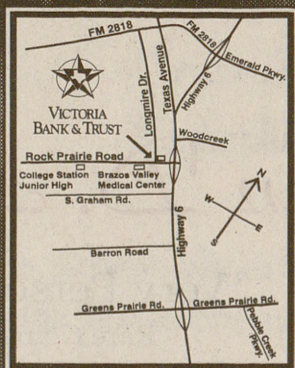 FM 2818
FM 2818
Emerald Pkwy.
Longmire Dr.
Texas Avenue
Highway 6
VICTORIA
BANK & TRUST
Woodcreek
Rock Prairie Road
College Station
Junior High
Brazos Valley
Medical Center
S. Graham Rd.
N
W
E
S
Highway 6
Barron Road
Greens Prairie Rd.
Greens Prairie Rd.
Pebble Creek
Pkwy.